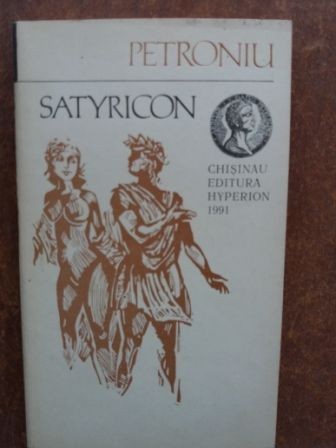 PETRONIU
SATYRICON
CHIȘINAU
EDITURA
HYPERION
1991